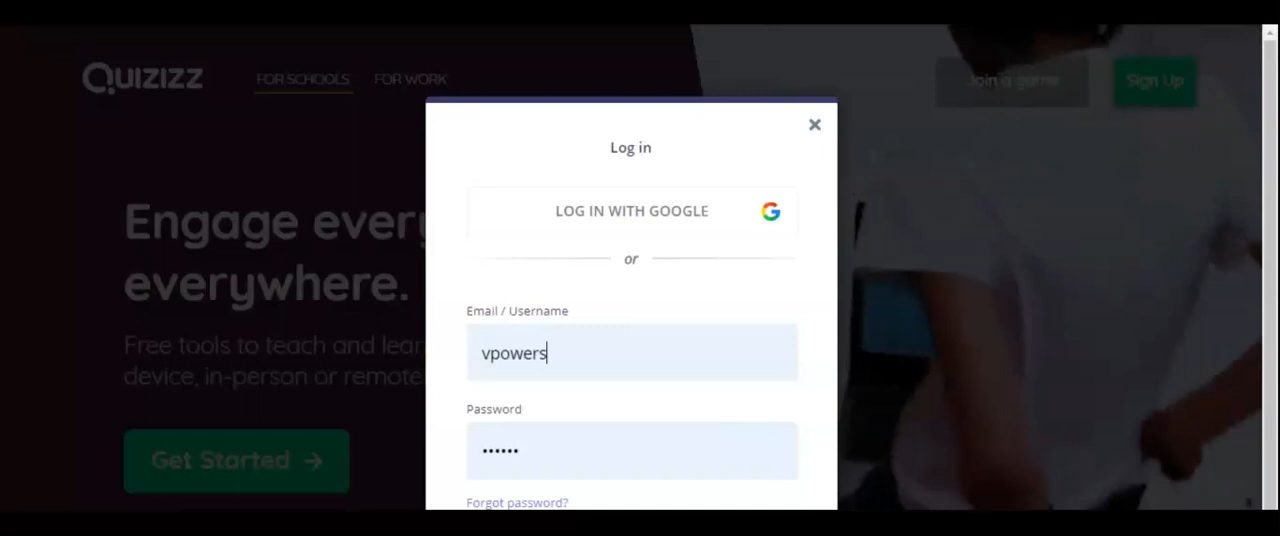 Quizizz
FOR SCHOOLS
FOR WORK
Join a game
Sign Up
Log in
LOG IN WITH GOOGLE
or
Engage every
everywhere.
Free tools to teach and lear
device, in-person or remote
Get Started
Email / Username
vpowers
Password
••••••
Forgot password?